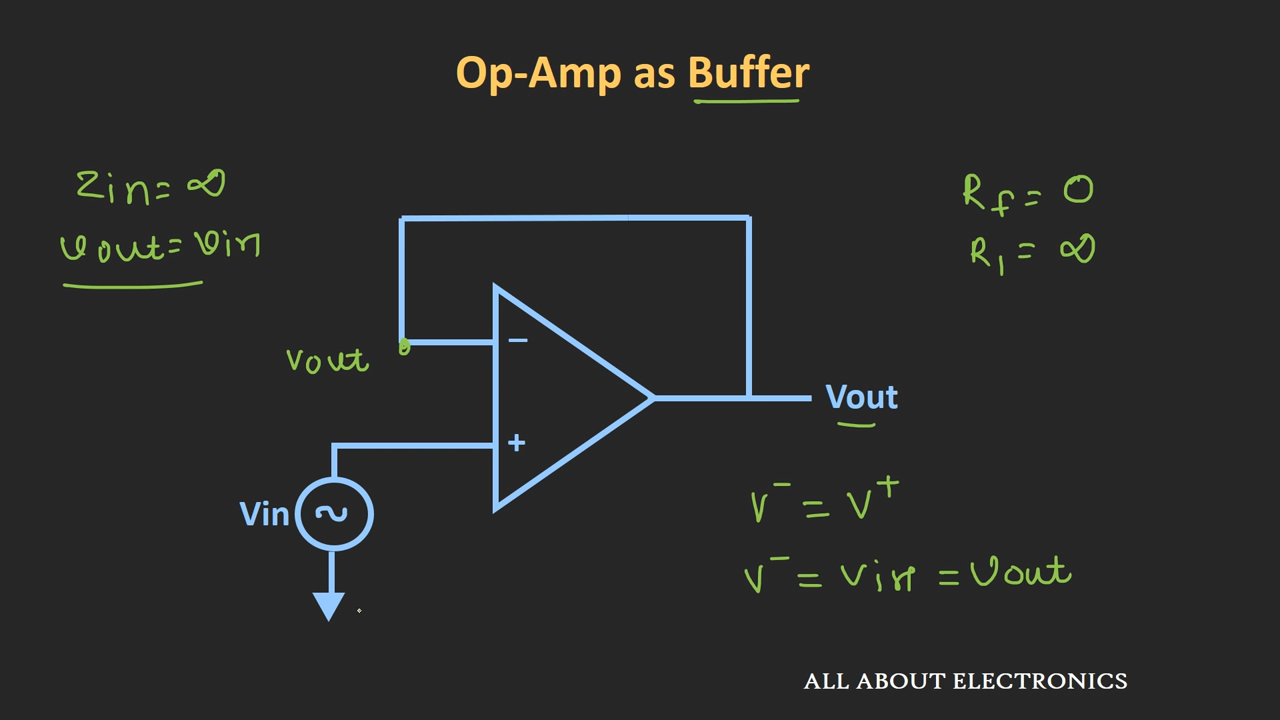 Op-Amp as Buffer
Zin = ∞
Vout = Vin
Rf = 0
R1 = ∞
−
Vout
Vout
+
Vin
V⁻ = V⁺
V⁻ = Vin = Vout
ALL ABOUT ELECTRONICS